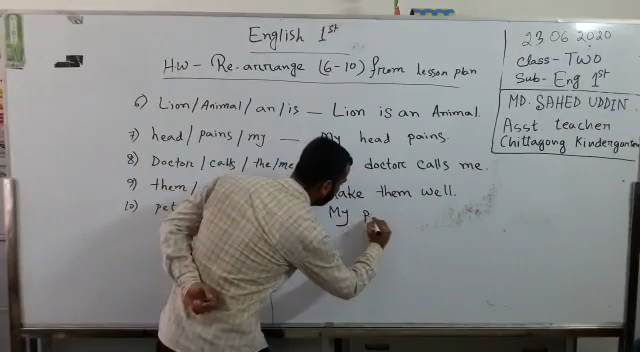 English 1st
HW- Re-arrange (6-10) from lesson plan
23 06 2020
class- TWO
Sub- Eng 1st
MD. SAHED UDDIN
Asst teacher
Chittagong Kindergarten
6) Lion/Animal/an/is — Lion is an Animal.
7) head/pains/my — My head pains.
8) Doctor/calls/the/me doctor calls me.
9) them/ make them well.
10) pet My p